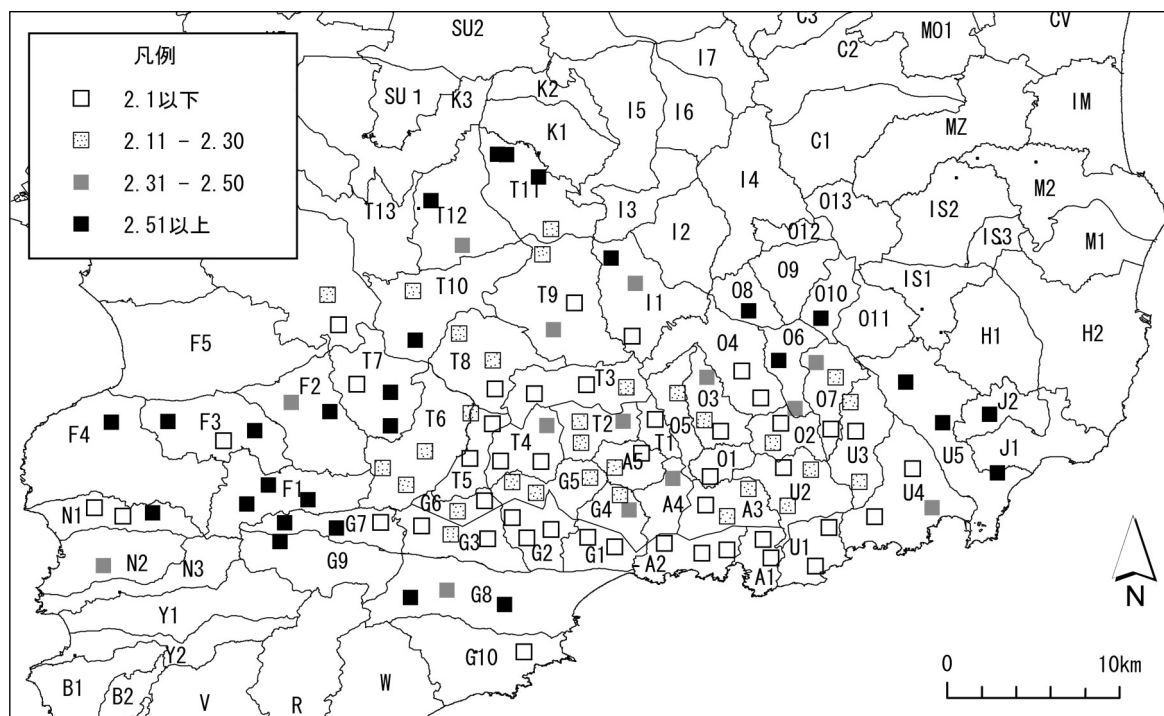 凡例
2.1以下
2.11 - 2.30
2.31 - 2.50
2.51以上
SU2
C3
CV
MO1
C2
I7
K2
K3
SU 1
I5
I6
IM
K1
MZ
C1
I4
T11
M2
T13
T12
O13
IS2
I3
I2
O12
IS3
M1
T10
O9
IS1
T9
I1
O8
O10
O11
H1
H2
F5
O6
T8
O4
T7
F2
T3
O3
O7
J2
F4
F3
T6
T4
T2
T1
O5
O2
U3
U5
J1
A5
O1
T5
G5
U2
U4
F1
G6
G4
A4
A3
N1
G7
G3
G2
G1
A2
U1
N2
N3
G9
A1
G8
Y1
N
Y2
G10
W
0
10km
B1
B2
V
R